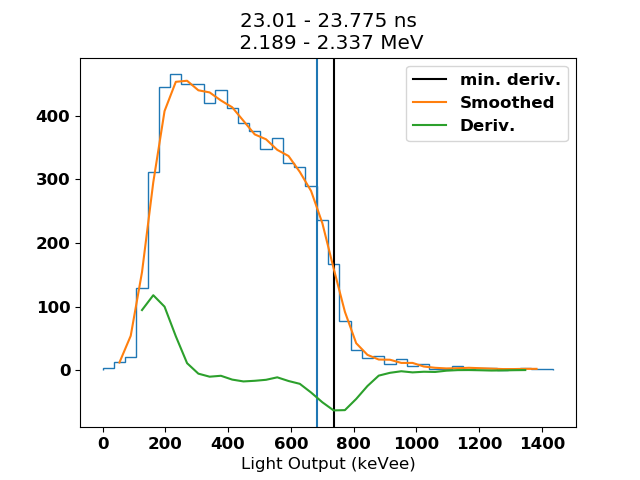 23.01 - 23.775 ns
2.189 - 2.337 MeV
min. deriv.
Smoothed
Deriv.
400
300
200
100
0
0 200 400 600 800 1000 1200 1400
Light Output (keVee)